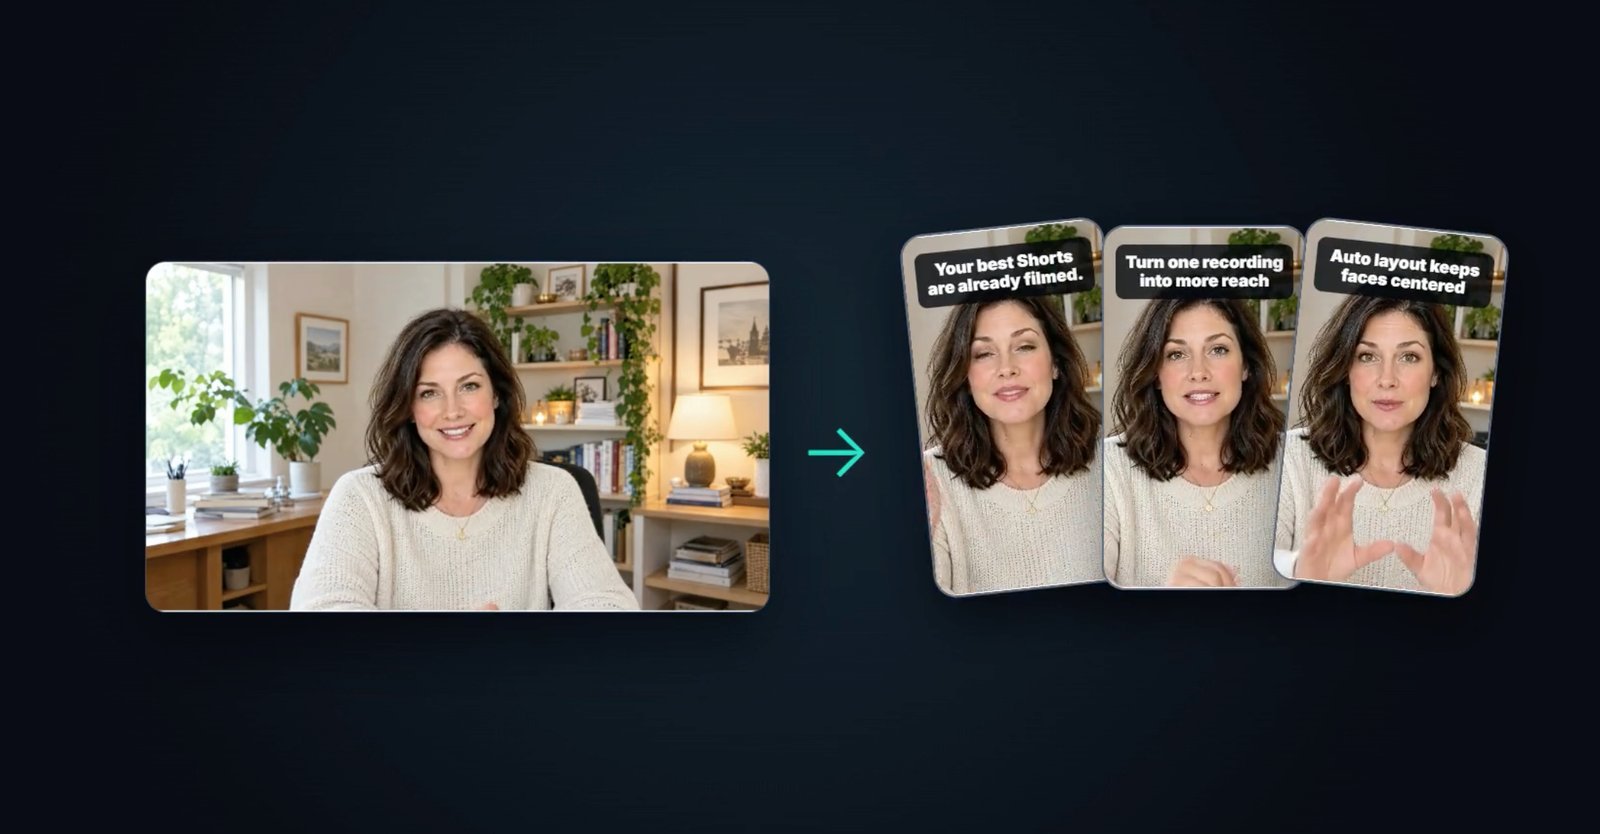 Your best Shorts
are already filmed.
Turn one recording
into more reach
Auto layout keeps
faces centered